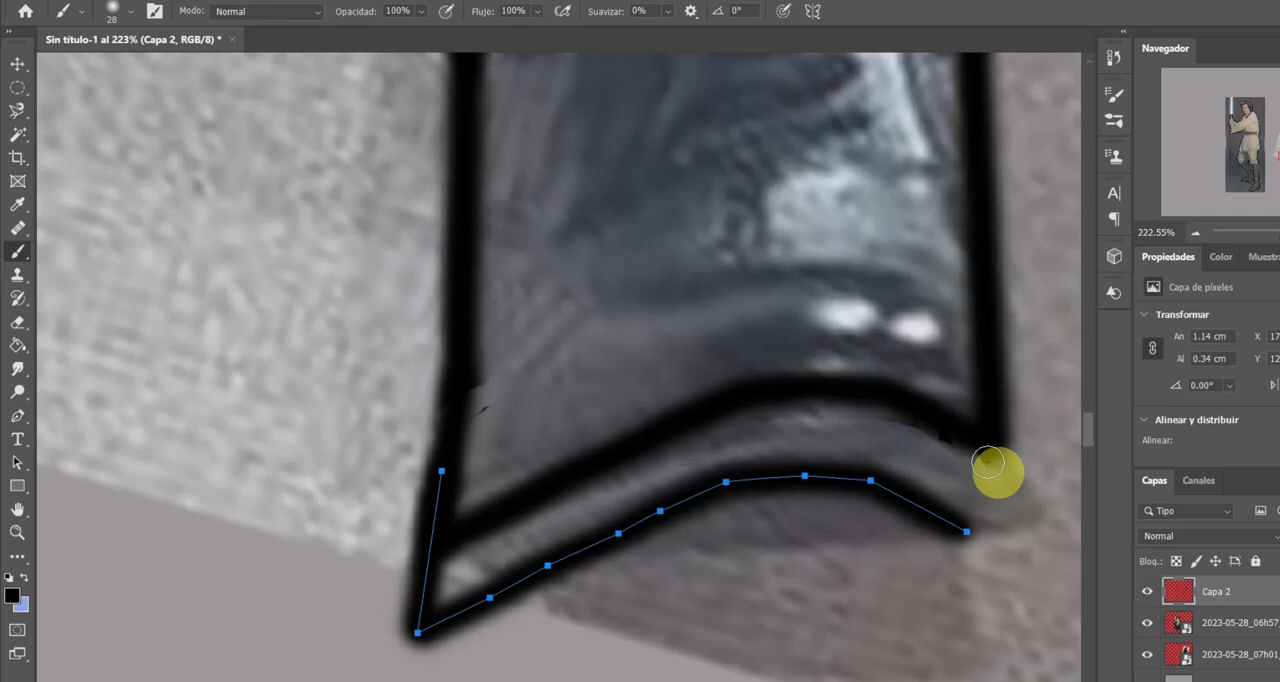 Modo: Normal Opacidad: 100% Flujo: 100% Suavizar: 0% 0°
28
Sin título-1 al 223% (Capa 2, RGB/8) * ×
Navegador
222.55%
Propiedades Color
Capa de píxeles
Transformar
An 1.14 cm X
Al 0.34 cm Y
0.00°
Alinear y distribuir
Alinear:
Capas Canales
Tipo
Normal
Bloq.:
Capa 2
2023-05-28_06h57
2023-05-28_07h01